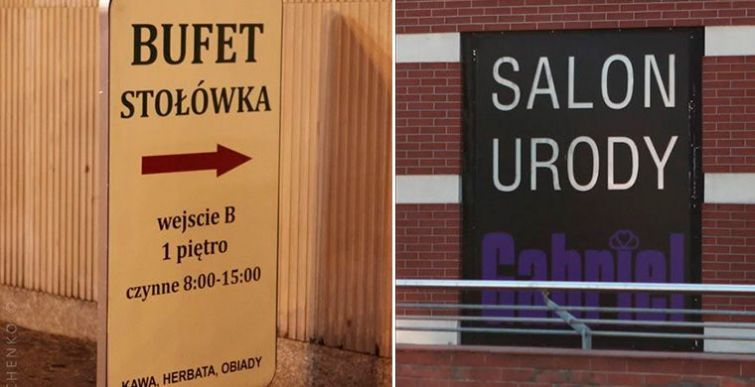 BUFET
STOŁÓWKA
wejscie B
1 piętro
czynne 8:00-15:00
KAWA, HERBATA, OBIADY
SALON
URODY
Gabriel